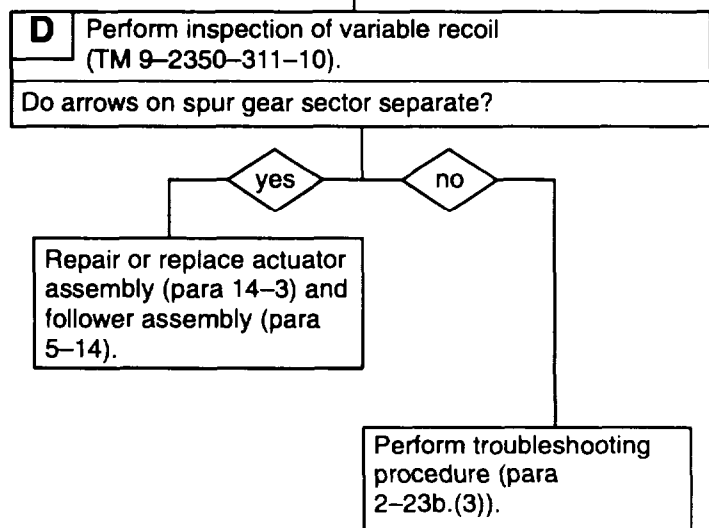 D Perform inspection of variable recoil
(TM 9–2350–311–10).
Do arrows on spur gear sector separate?
yes no
Repair or replace actuator
assembly (para 14–3) and
follower assembly (para
5–14).
Perform troubleshooting
procedure (para
2–23b.(3)).